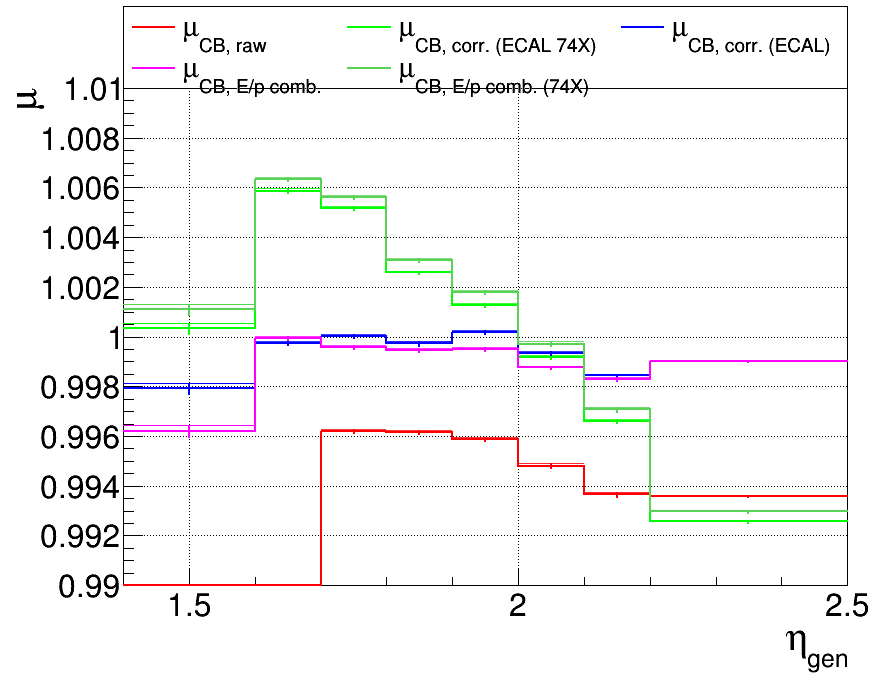 μCB, raw μCB, corr. (ECAL 74X) μCB, corr. (ECAL)
μCB, E/p comb. μCB, E/p comb. (74X)
μ
1.01
1.008
1.006
1.004
1.002
1
0.998
0.996
0.994
0.992
0.99
1.5 2 2.5
ηgen